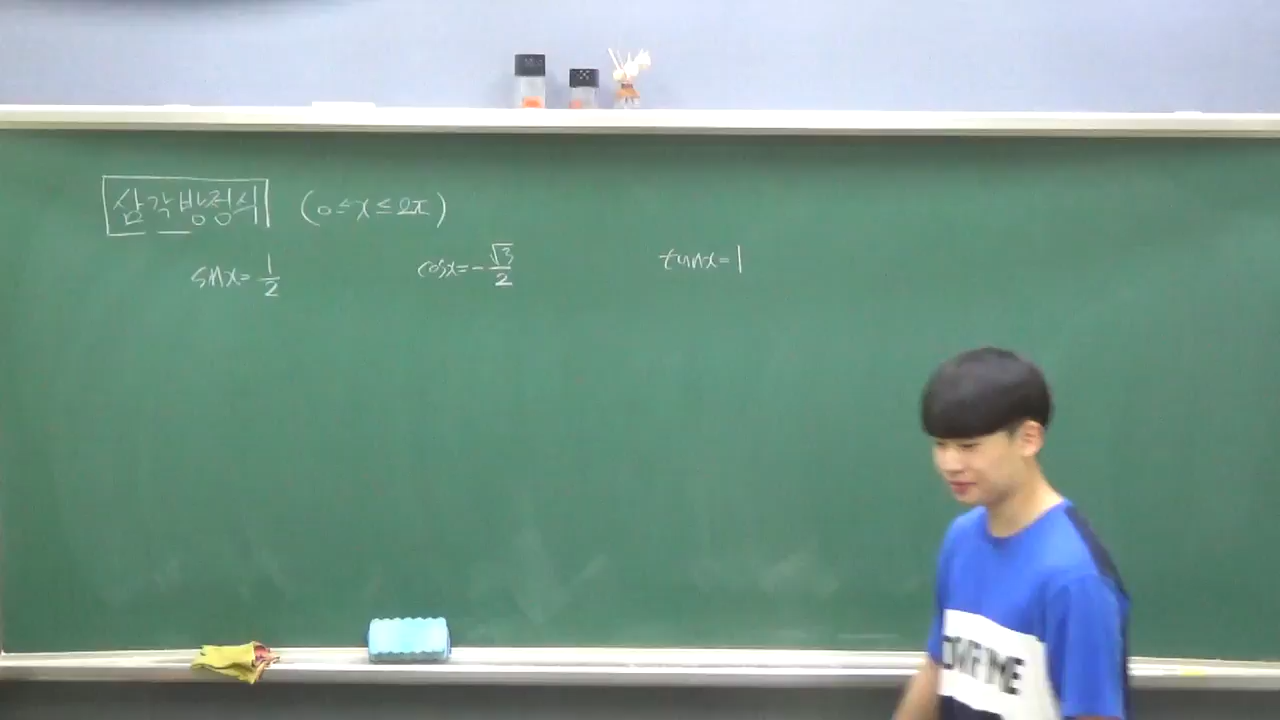 삼각방정식 (0≤x≤2π)
sinx=1/2 cosx=-√3/2 tanx=1